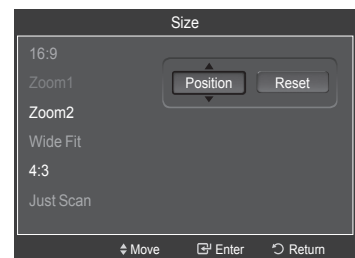 Size
16:9
Zoom1
Position Reset
Zoom2
Wide Fit
4:3
Just Scan
Move Enter Return